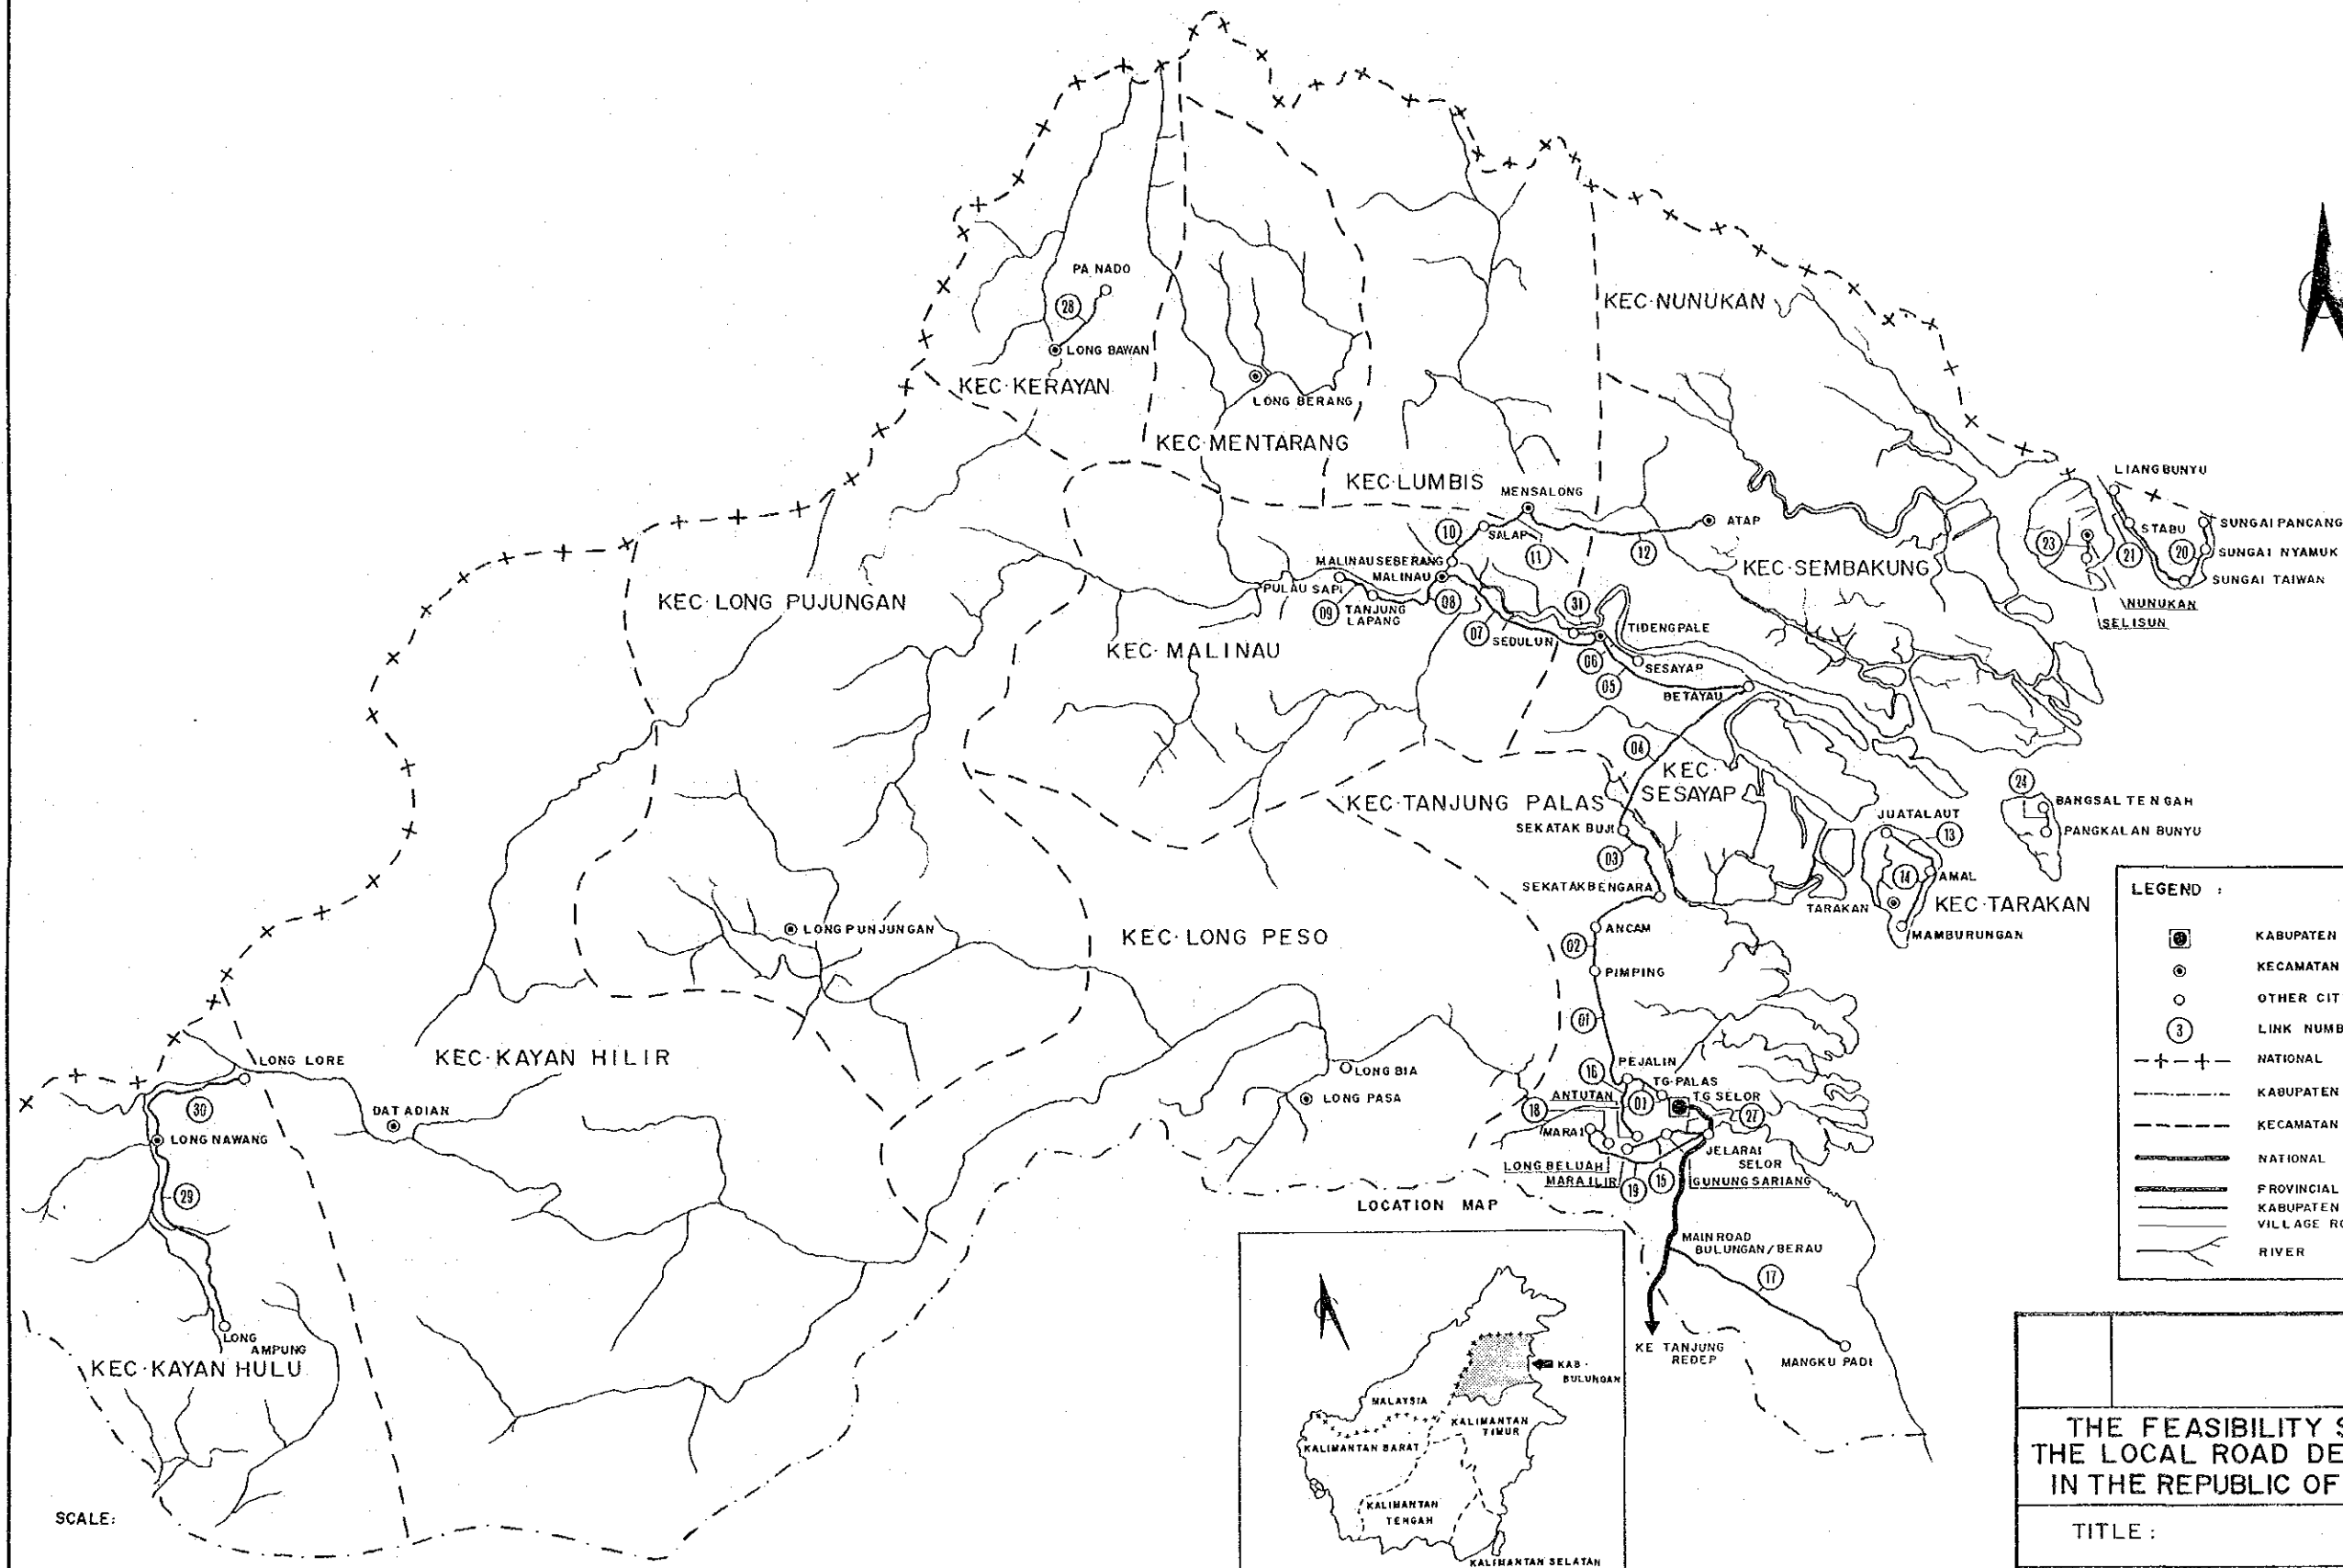 PA NADO
28
LONG BAWAN
KEC·KERAYAN
LONG BERANG
KEC·MENTARANG
KEC·NUNUKAN
KEC·LUMBIS
MENSALONG
ATAP
10
SALAP
11
12
MALINAU SEBERANG
MALINAU
PULAU SAPI
09
TANJUNG
LAPANG
08
07
SEDULUN
31
TIDENGPALE
06
SESAYAP
05
BETAYAU
KEC·SEMBAKUNG
LIANGBUNYU
STABU
SUNGAI PANCANG
23
21
20
SUNGAI NYAMUK
SUNGAI TAIWAN
NUNUKAN
SELISUN
KEC·LONG PUJUNGAN
KEC·MALINAU
04
KEC·
SESAYAP
KEC·TANJUNG PALAS
SEKATAK BUJI
03
SEKATAKBENGARA
24
BANGSAL TENGAH
PANGKALAN BUNYU
JUATALAUT
13
14
AMAL
TARAKAN
KEC·TARAKAN
MAMBURUNGAN
LONGPUNJUNGAN
KEC·LONG PESO
ANCAM
02
PIMPING
01
PEJALIN
16
TG·PALAS
ANTUTAN
01
T.G SELOR
18
27
MARAI
JELARAI
SELOR
LONG BELUAH
MARA ILIR
19
15
GUNUNG SARIANG
LONG BIA
LONG PASA
LONG LORE
KEC·KAYAN HILIR
30
DAT ADIAN
LONG NAWANG
29
LONG
AMPUNG
KEC·KAYAN HULU
MAIN ROAD
BULUNGAN/BERAU
17
KE TANJUNG
REDEP
MANGKU PADI
LOCATION MAP
KAB·
BULUNGAN
MALAYSIA
KALIMANTAN
TIMUR
KALIMANTAN BARAT
KALIMANTAN
TENGAH
KALIMANTAN SELATAN
SCALE:
LEGEND :
KABUPATEN
KECAMATAN
OTHER CIT
3
LINK NUMB
NATIONAL
KABUPATEN
KECAMATAN
NATIONAL
PROVINCIAL
KABUPATEN
VILLAGE RO
RIVER
THE FEASIBILITY S
THE LOCAL ROAD DE
IN THE REPUBLIC OF
TITLE :